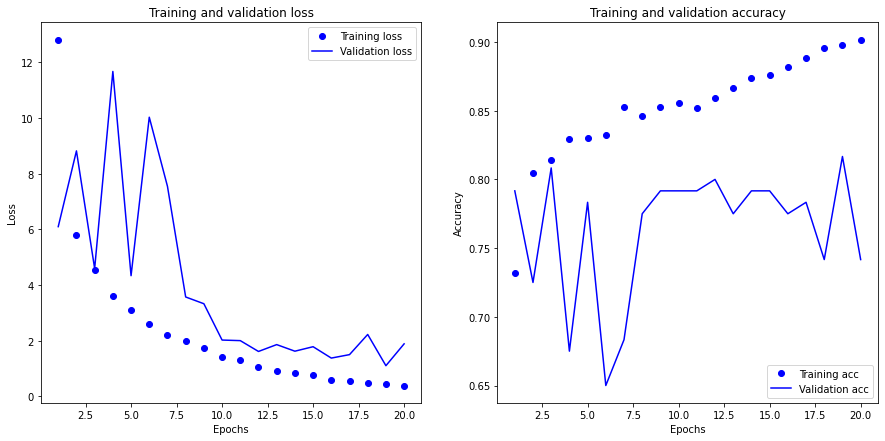 Training and validation loss
Training loss
Validation loss
12
10
8
6
4
2
0
Loss
2.5
5.0
7.5
10.0
12.5
15.0
17.5
20.0
Epochs
Training and validation accuracy
0.90
0.85
0.80
0.75
0.70
0.65
Accuracy
Training acc
Validation acc
2.5
5.0
7.5
10.0
12.5
15.0
17.5
20.0
Epochs